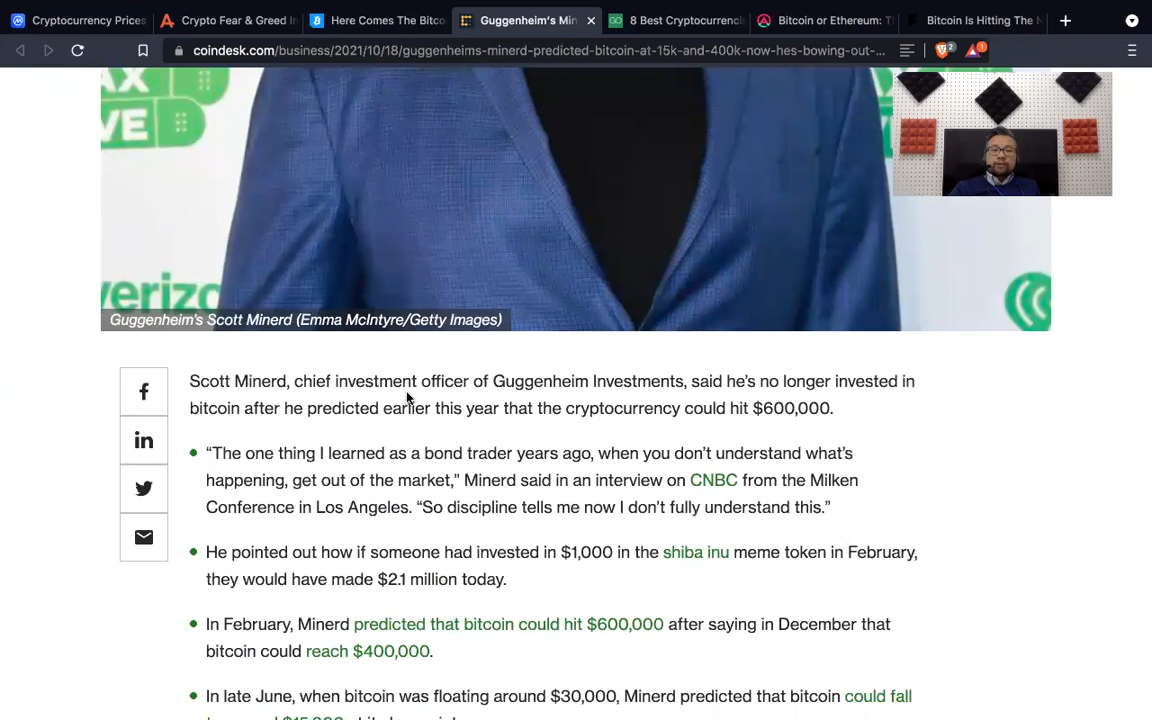 Cryptocurrency Prices
Crypto Fear & Greed In
Here Comes The Bitco
Guggenheim's Min
8 Best Cryptocurrenci
Bitcoin or Ethereum: T
Bitcoin Is Hitting The N
coindesk.com/business/2021/10/18/guggenheims-minerd-predicted-bitcoin-at-15k-and-400k-now-hes-bowing-out-...
2
1
AX
VE
verizo
Guggenheim's Scott Minerd (Emma McIntyre/Getty Images)
Scott Minerd, chief investment officer of Guggenheim Investments, said he's no longer invested in
bitcoin after he predicted earlier this year that the cryptocurrency could hit $600,000.
"The one thing I learned as a bond trader years ago, when you don't understand what's
happening, get out of the market," Minerd said in an interview on CNBC from the Milken
Conference in Los Angeles. "So discipline tells me now I don't fully understand this."
He pointed out how if someone had invested in $1,000 in the shiba inu meme token in February,
they would have made $2.1 million today.
In February, Minerd predicted that bitcoin could hit $600,000 after saying in December that
bitcoin could reach $400,000.
In late June, when bitcoin was floating around $30,000, Minerd predicted that bitcoin could fall